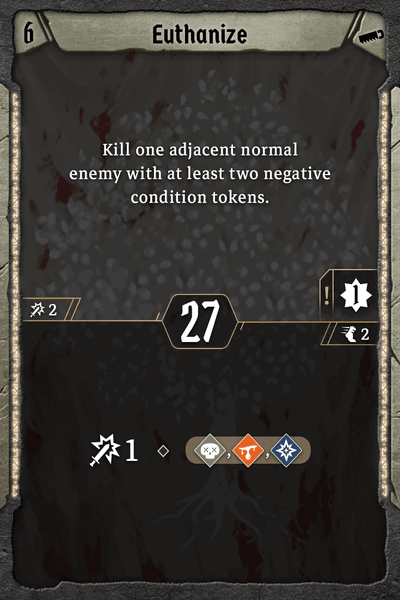 6
Euthanize
Kill one adjacent normal
enemy with at least two negative
condition tokens.
! 1
2
27
2
1 , ,